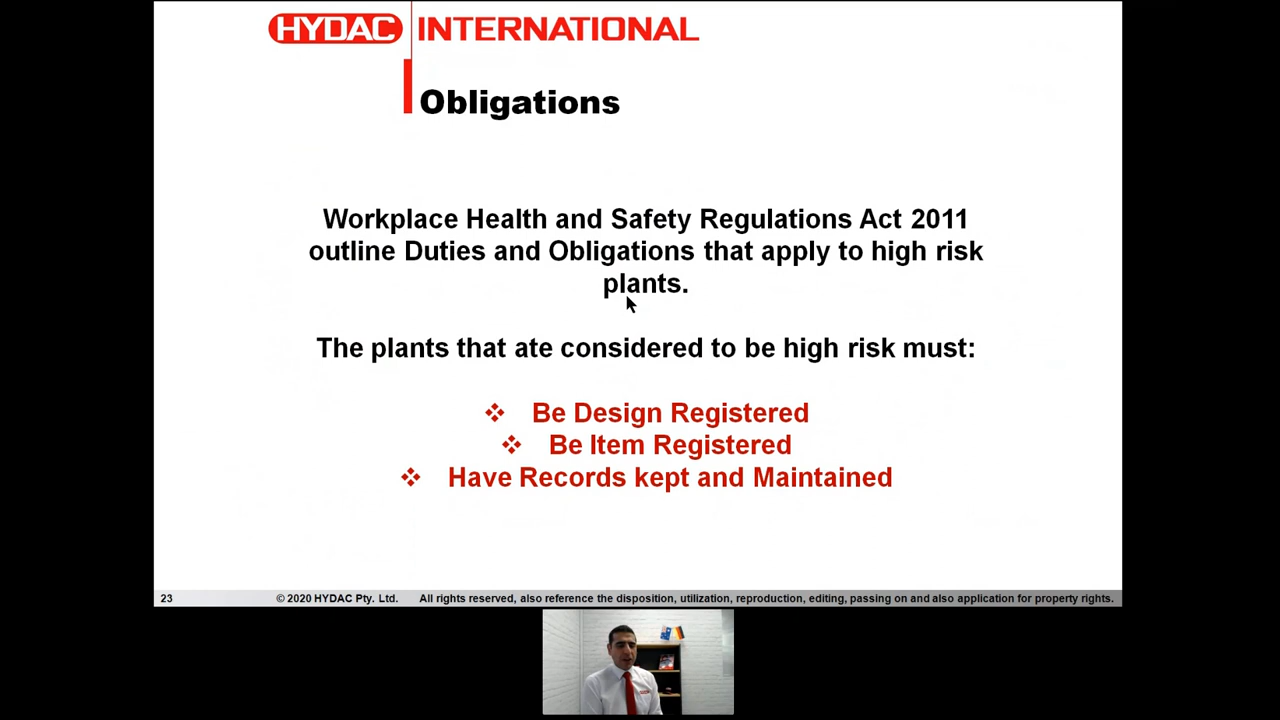 HYDAC INTERNATIONAL
Obligations
Workplace Health and Safety Regulations Act 2011
outline Duties and Obligations that apply to high risk
plants.
The plants that ate considered to be high risk must:
❖ Be Design Registered
❖ Be Item Registered
❖ Have Records kept and Maintained
23 © 2020 HYDAC Pty. Ltd. All rights reserved, also reference the disposition, utilization, reproduction, editing, passing on and also application for property rights.